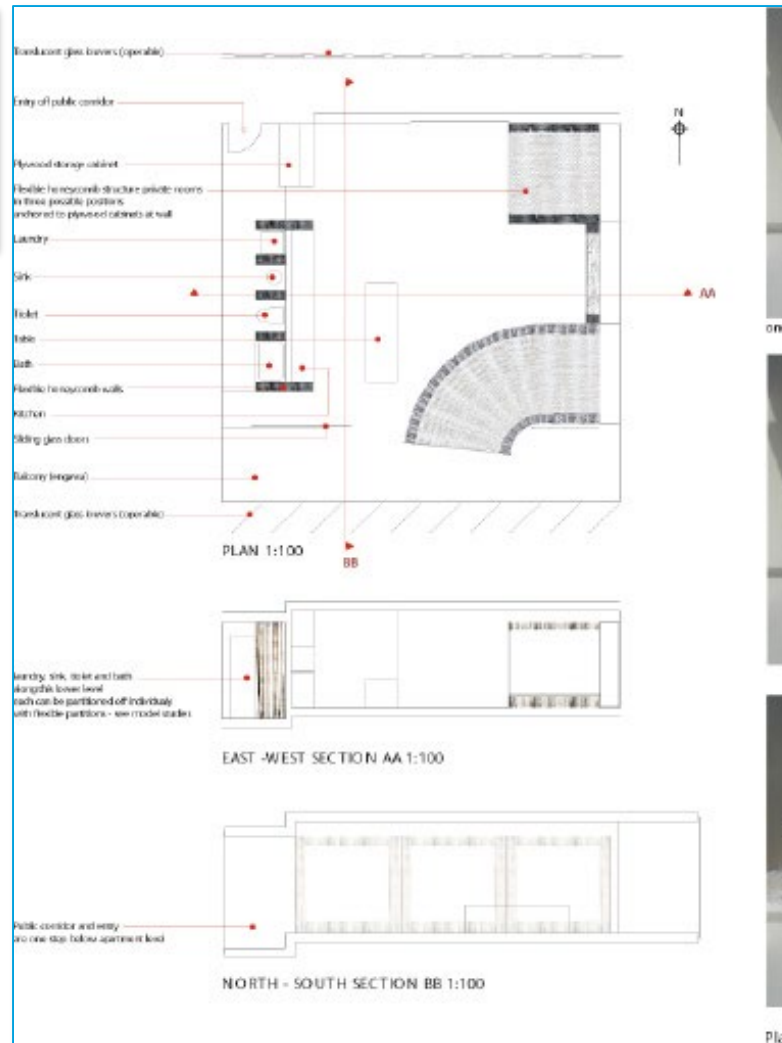 Translucent glass louvers (operable)
Entry off public corridor
N
Plywood storage cabinet
Flexible honeycomb structure private rooms
in three possible positions
anchored to plywood cabinets at wall
Laundry
Sink
AA
Toilet
Table
Bath
Flexible honeycomb walls
Kitchen
Sliding glass doors
Balcony (engawa)
Translucent glass louvers (operable)
PLAN 1:100
BB
Laundry, sink, toilet and bath
along this lower level
each can be partitioned off individually
with flexible partitions - see model studies
EAST -WEST SECTION AA 1:100
Public corridor and entry
are one step below apartment level
NORTH - SOUTH SECTION BB 1:100